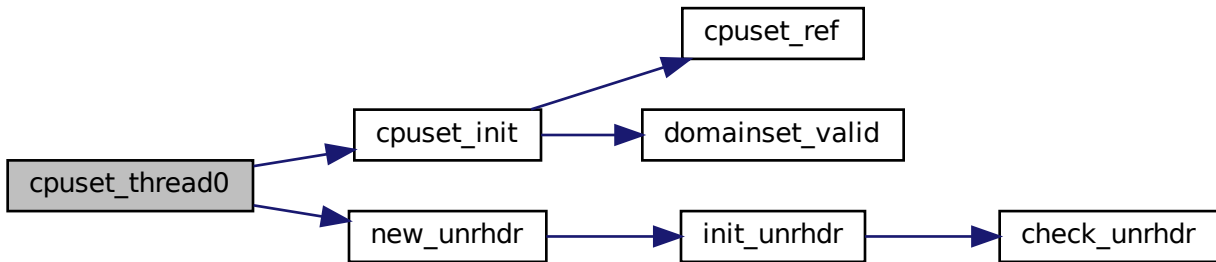 cpuset_ref
cpuset_init
domainset_valid
cpuset_thread0
new_unrhdr
init_unrhdr
check_unrhdr